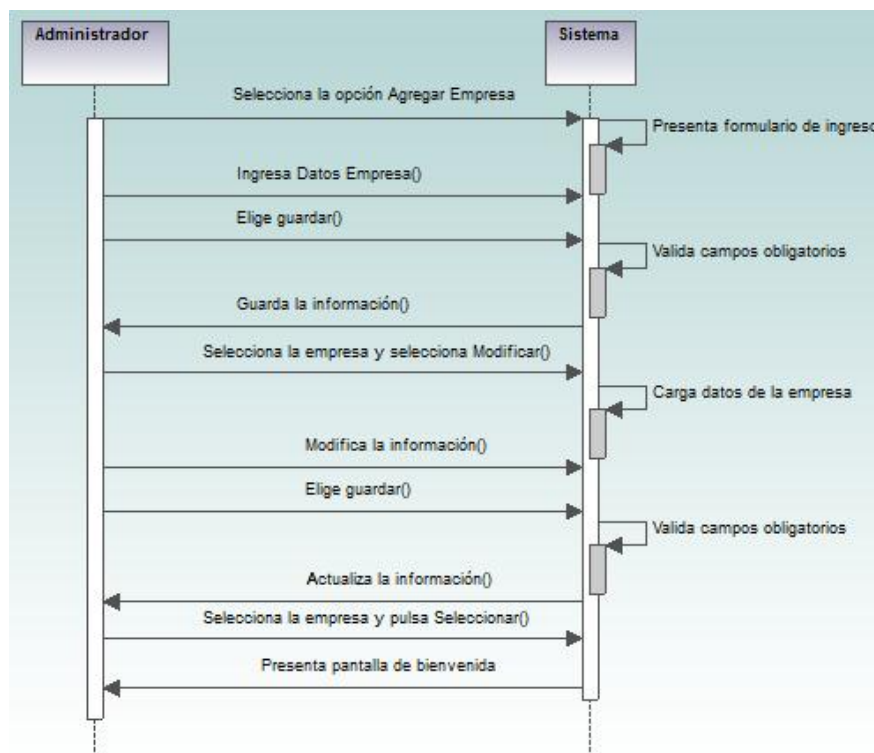 Administrador
Sistema
Selecciona la opción Agregar Empresa
Presenta formulario de ingreso
Ingresa Datos Empresa()
Elige guardar()
Valida campos obligatorios
Guarda la información()
Selecciona la empresa y selecciona Modificar()
Carga datos de la empresa
Modifica la información()
Elige guardar()
Valida campos obligatorios
Actualiza la información()
Selecciona la empresa y pulsa Seleccionar()
Presenta pantalla de bienvenida